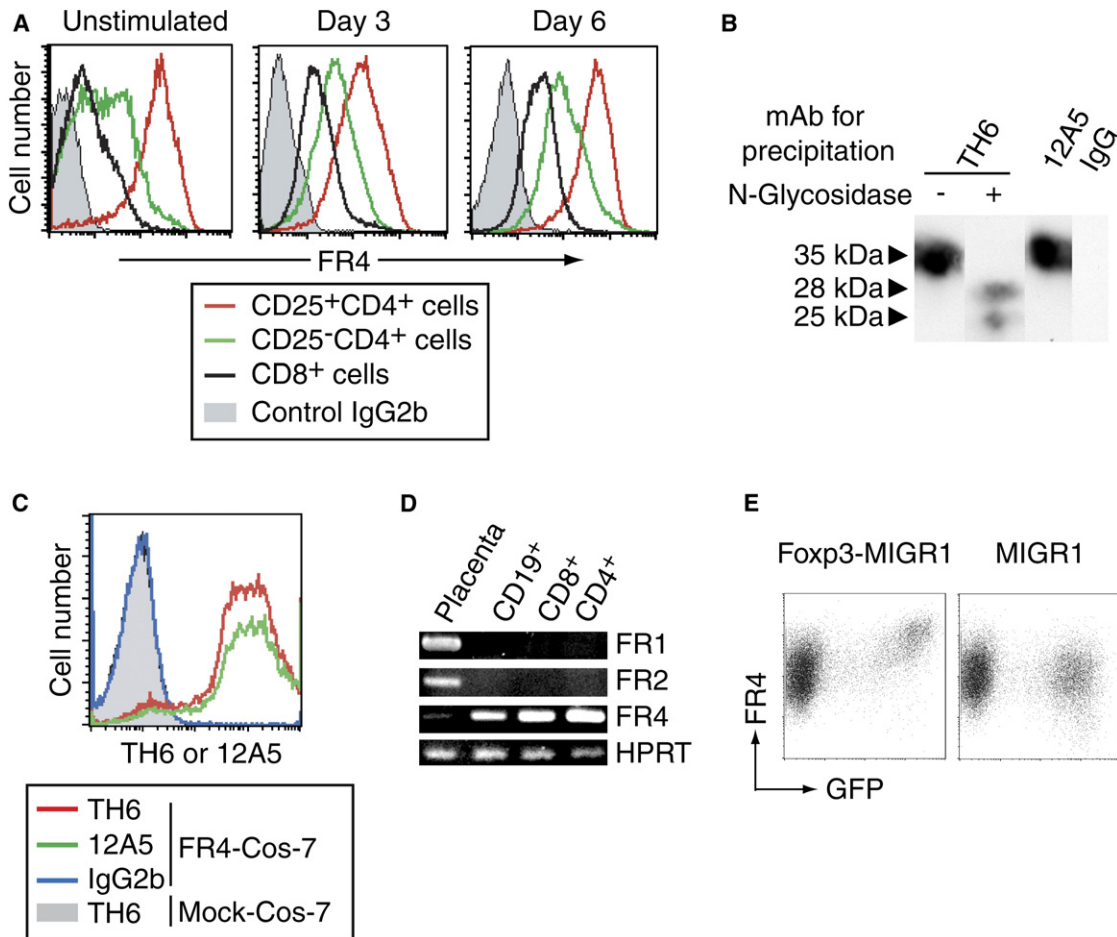 A
Unstimulated
Day 3
Day 6
Cell number
FR4
CD25+CD4+ cells
CD25-CD4+ cells
CD8+ cells
Control IgG2b
B
mAb for
precipitation
TH6
12A5
IgG
N-Glycosidase - +
35 kDa
28 kDa
25 kDa
C
Cell number
TH6 or 12A5
TH6
12A5
IgG2b
FR4-Cos-7
TH6
Mock-Cos-7
D
Placenta
CD19+
CD8+
CD4+
FR1
FR2
FR4
HPRT
E
Foxp3-MIGR1
MIGR1
FR4
GFP